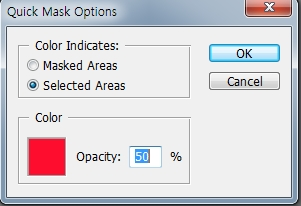 Quick Mask Options
Color Indicates:
Masked Areas
Selected Areas
OK
Cancel
Color
Opacity: 50 %